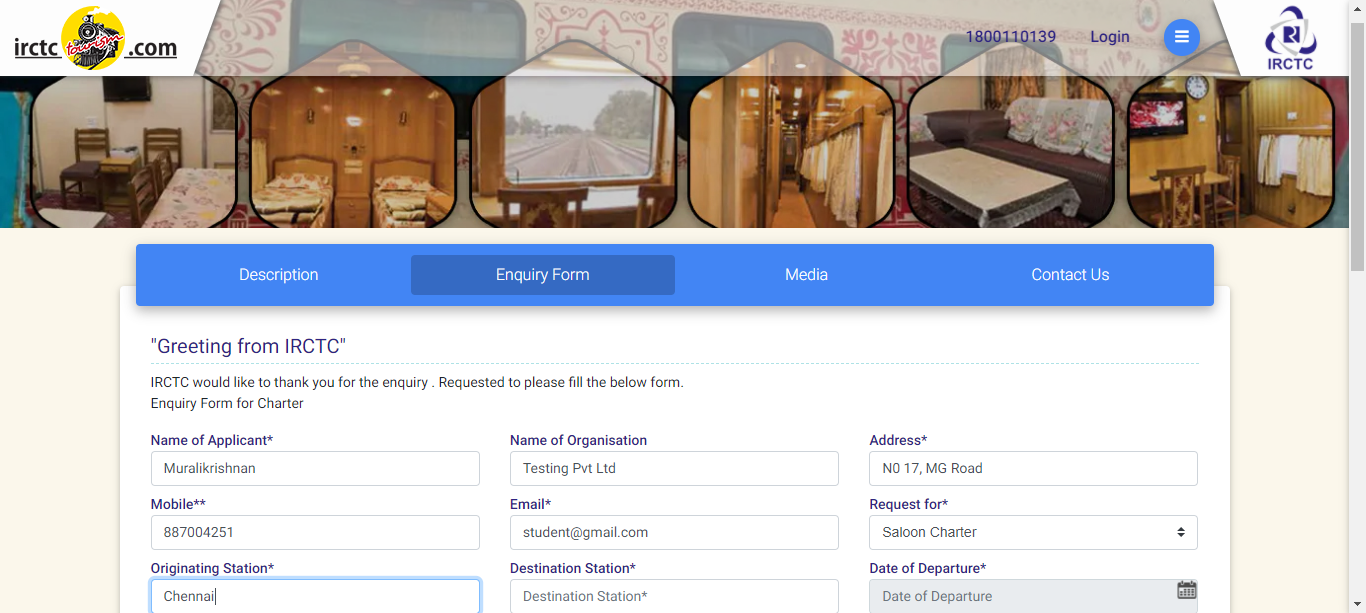 irctc tourism .com
1800110139 Login
IRCTC
Description Enquiry Form Media Contact Us
"Greeting from IRCTC"
IRCTC would like to thank you for the enquiry . Requested to please fill the below form.
Enquiry Form for Charter
Name of Applicant* Name of Organisation Address*
Muralikrishnan Testing Pvt Ltd N0 17, MG Road
Mobile** Email* Request for*
887004251 student@gmail.com Saloon Charter
Originating Station* Destination Station* Date of Departure*
Chennai Destination Station* Date of Departure